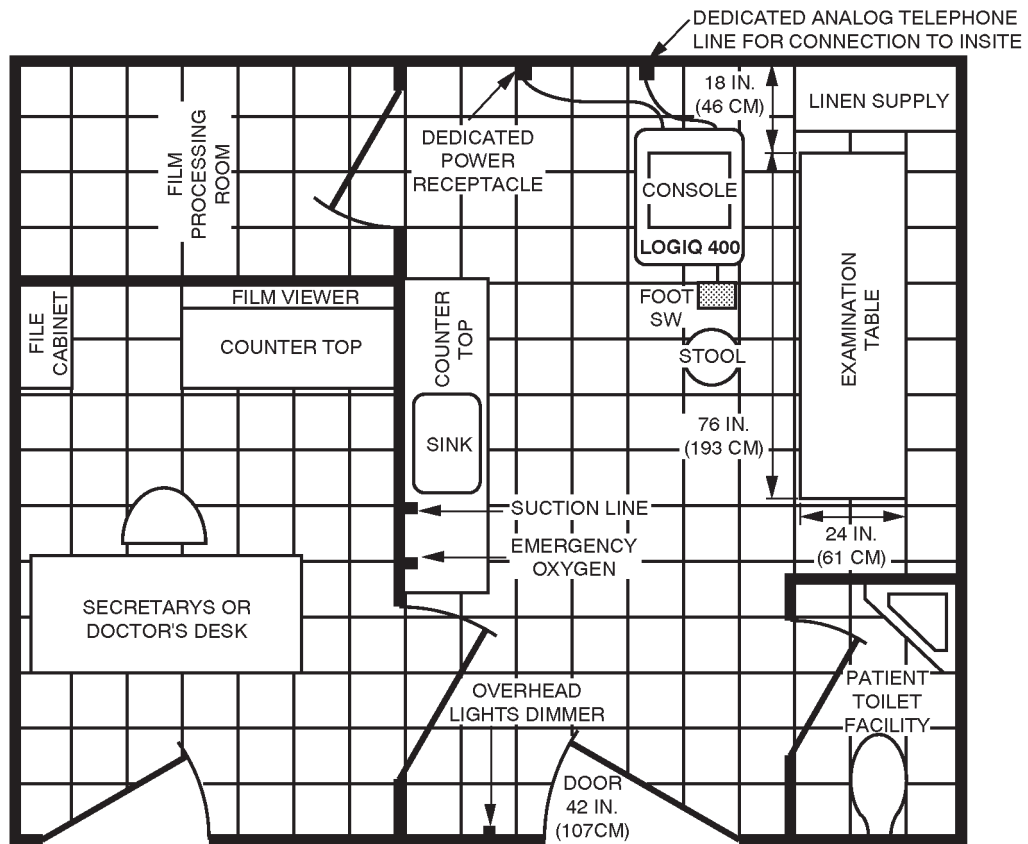 DEDICATED ANALOG TELEPHONE
LINE FOR CONNECTION TO INSITE
18 IN.
(46 CM)
LINEN SUPPLY
FILM
PROCESSING
ROOM
DEDICATED
POWER
RECEPTACLE
CONSOLE
LOGIQ 400
FOOT
SW
STOOL
EXAMINATION
TABLE
FILE
CABINET
FILM VIEWER
COUNTER TOP
COUNTER
TOP
SINK
76 IN.
(193 CM)
SUCTION LINE
EMERGENCY
OXYGEN
24 IN.
(61 CM)
SECRETARYS OR
DOCTOR'S DESK
OVERHEAD
LIGHTS DIMMER
PATIENT
TOILET
FACILITY
DOOR
42 IN.
(107CM)